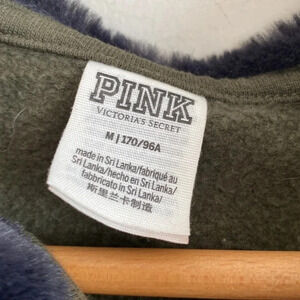 PINK
VICTORIA'S SECRET
M | 170/96A
made in Sri Lanka/fabriqué au
Sri Lanka/hecho en Sri Lanka/
fabbricato in Sri Lanka/
斯里兰卡制造